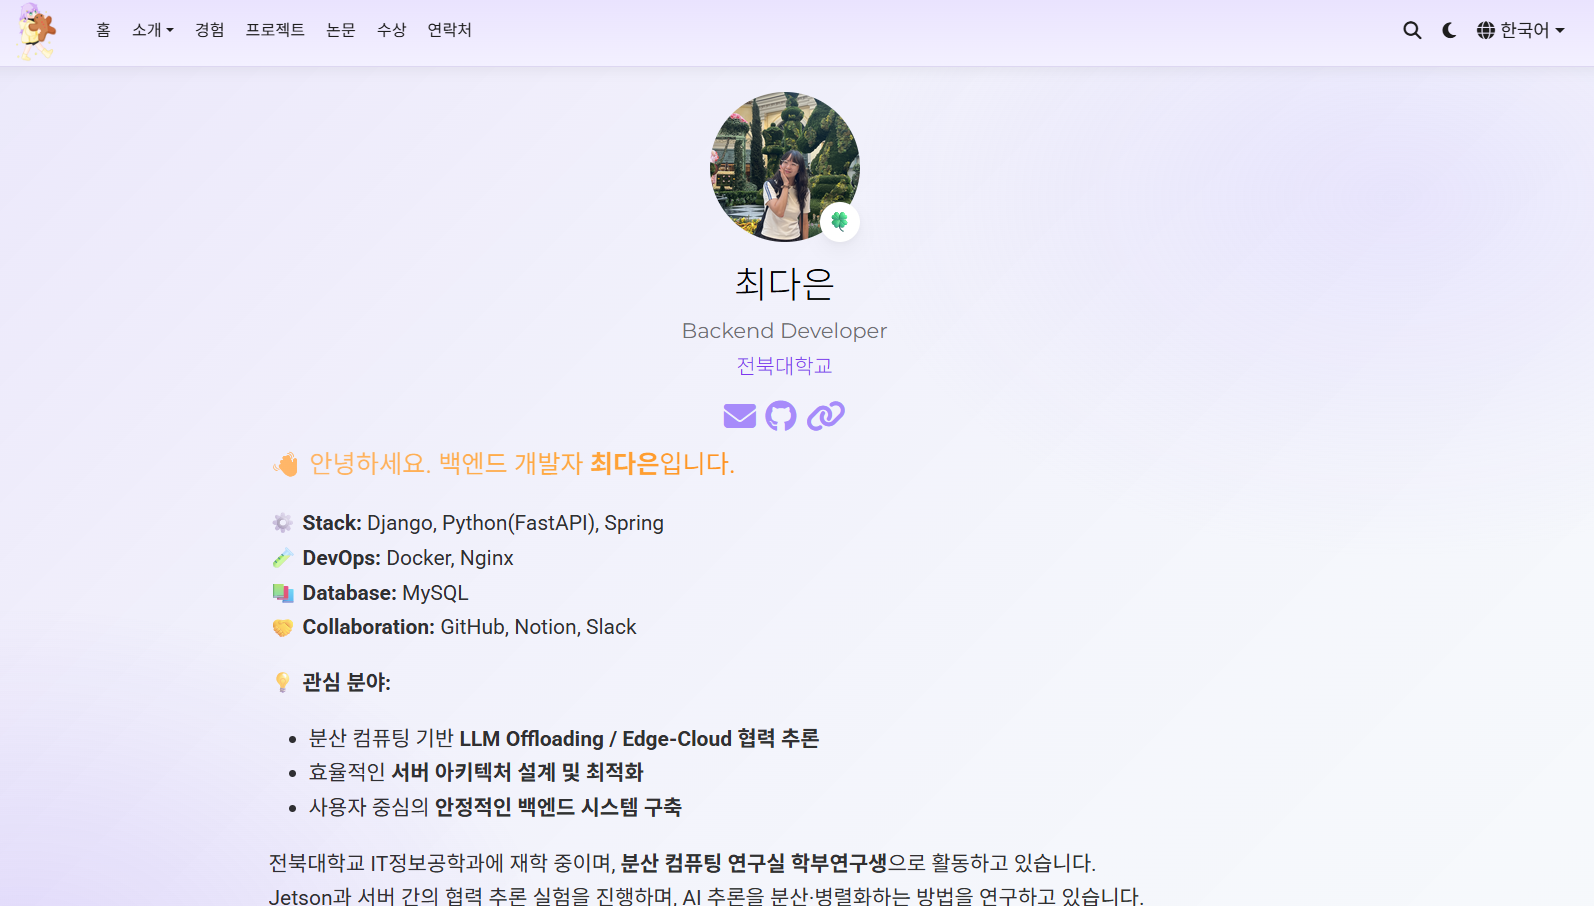 홈 소개 경험 프로젝트 논문 수상 연락처 한국어
최다은
Backend Developer
전북대학교
안녕하세요. 백엔드 개발자 최다은입니다.
Stack: Django, Python(FastAPI), Spring
DevOps: Docker, Nginx
Database: MySQL
Collaboration: GitHub, Notion, Slack
관심 분야:
분산 컴퓨팅 기반 LLM Offloading / Edge-Cloud 협력 추론
효율적인 서버 아키텍처 설계 및 최적화
사용자 중심의 안정적인 백엔드 시스템 구축
전북대학교 IT정보공학과에 재학 중이며, 분산 컴퓨팅 연구실 학부연구생으로 활동하고 있습니다.
Jetson과 서버 간의 협력 추론 실험을 진행하며, AI 추론을 분산·병렬화하는 방법을 연구하고 있습니다.